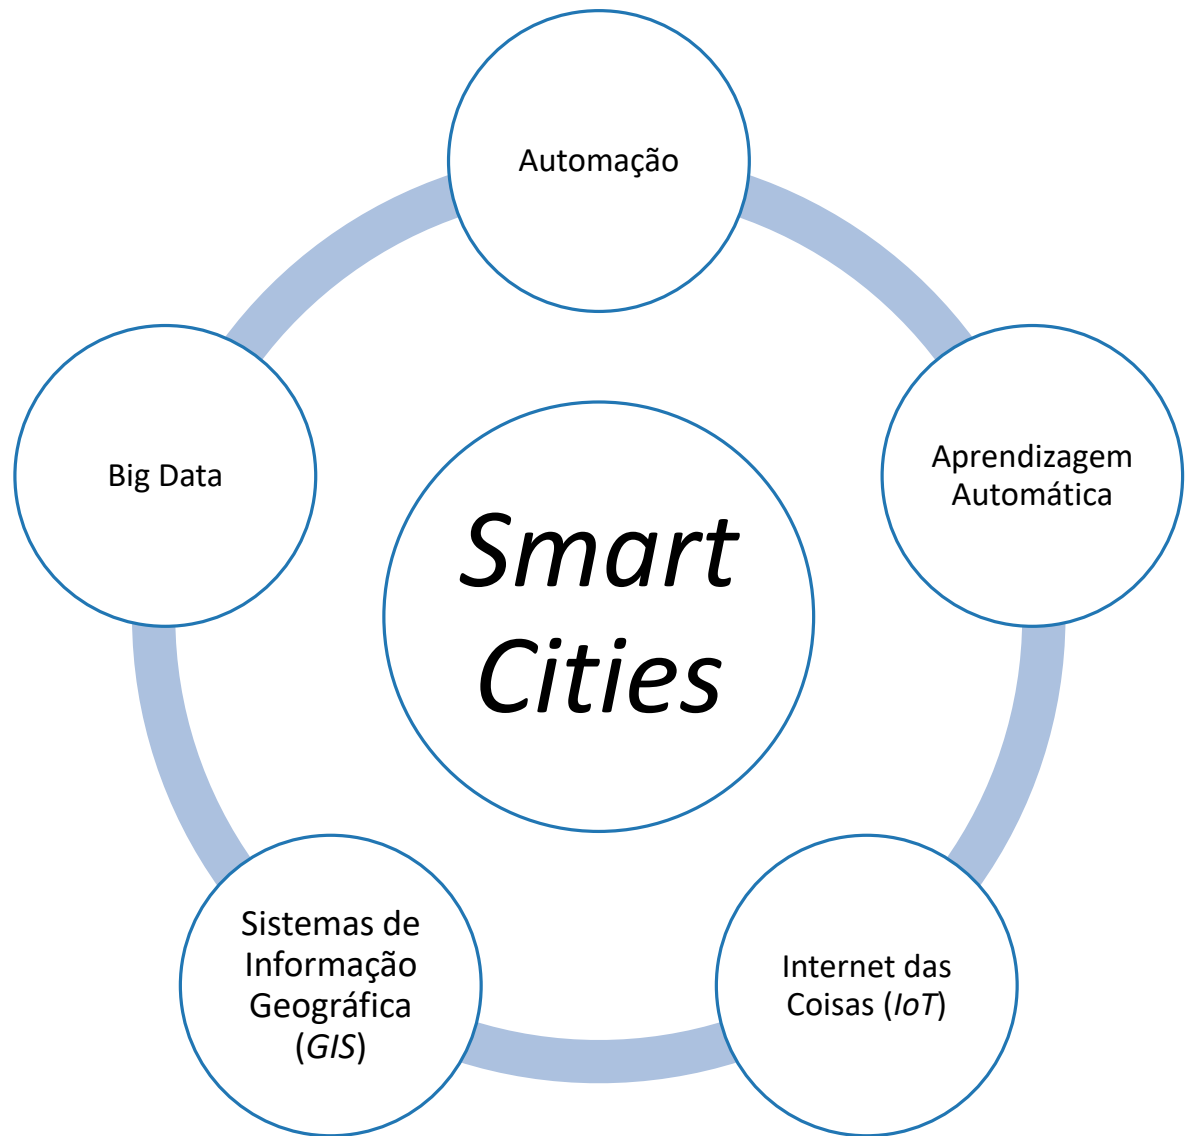 Automação
Big Data
Aprendizagem
Automática
Smart
Cities
Sistemas de
Informação
Geográfica
(GIS)
Internet das
Coisas (IoT)